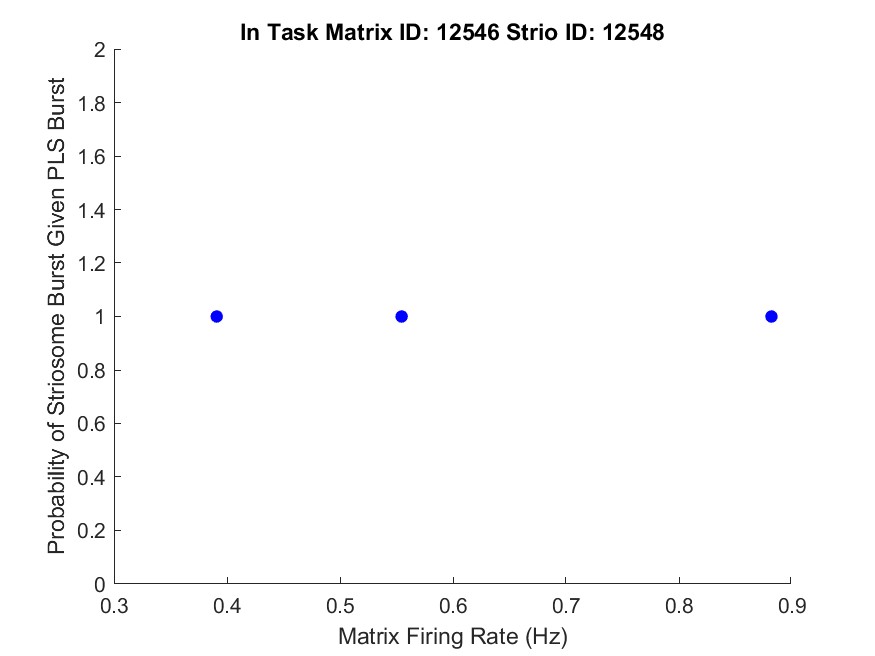 In Task Matrix ID: 12546 Strio ID: 12548
Probability of Striosome Burst Given PLS Burst
2
1.8
1.6
1.4
1.2
1
0.8
0.6
0.4
0.2
0
0.3 0.4 0.5 0.6 0.7 0.8 0.9
Matrix Firing Rate (Hz)